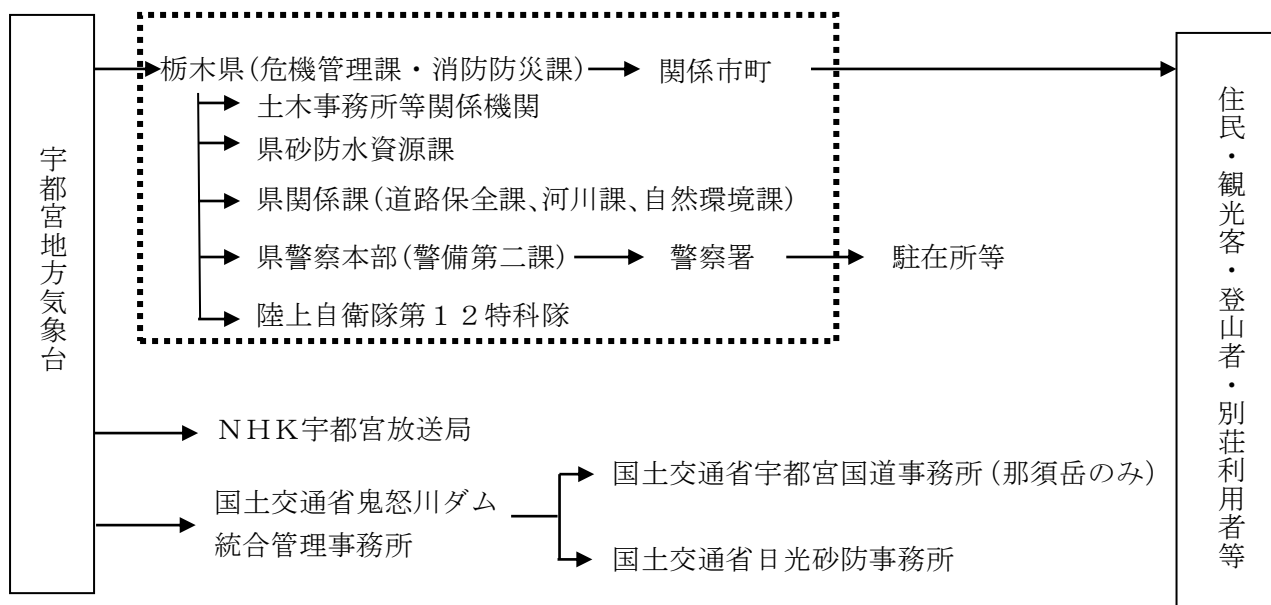 宇都宮地方気象台
栃木県(危機管理課・消防防災課)
関係市町
土木事務所等関係機関
県砂防水資源課
県関係課(道路保全課、河川課、自然環境課)
県警察本部(警備第二課)
警察署
駐在所等
陸上自衛隊第１２特科隊
ＮＨＫ宇都宮放送局
国土交通省鬼怒川ダム
統合管理事務所
国土交通省宇都宮国道事務所(那須岳のみ)
国土交通省日光砂防事務所
住民・観光客・登山者・別荘利用者等